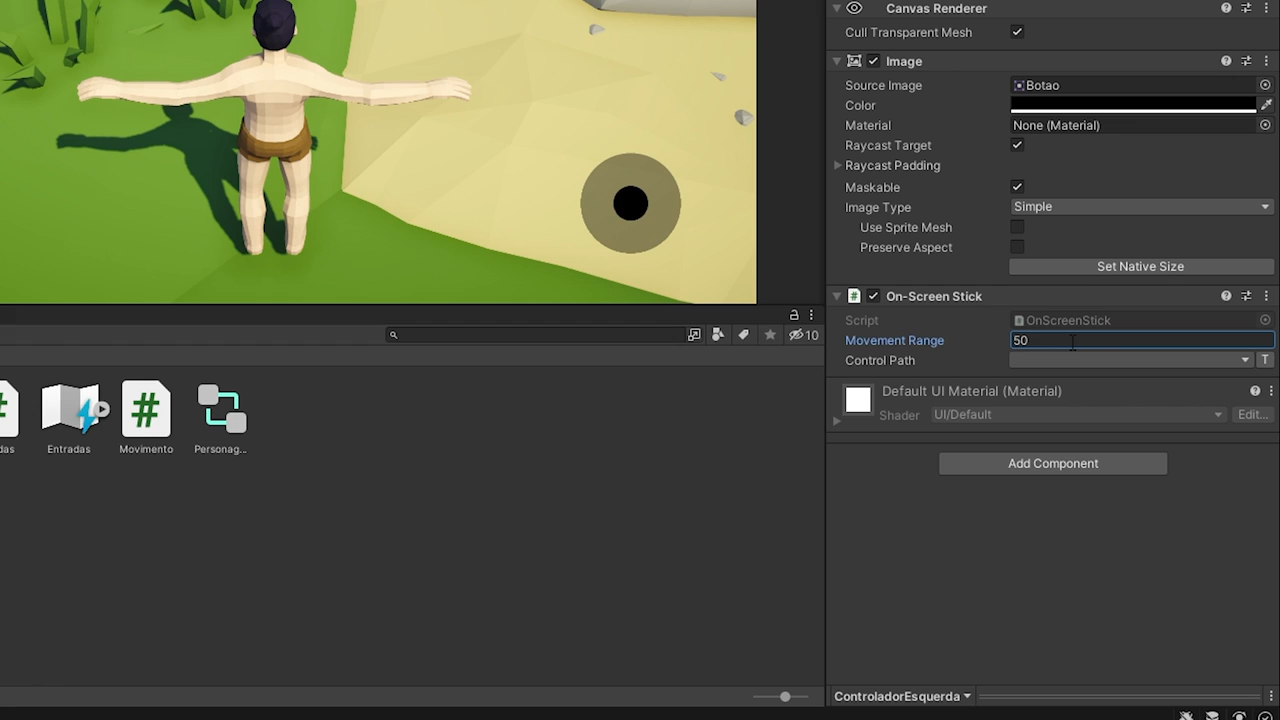 Canvas Renderer
Cull Transparent Mesh
Image
Source Image Botao
Color
Material None (Material)
Raycast Target
Raycast Padding
Maskable
Image Type Simple
Use Sprite Mesh
Preserve Aspect
Set Native Size
On-Screen Stick
Script # OnScreenStick
Movement Range 50
Control Path T
Default UI Material (Material)
Shader UI/Default Edit...
Add Component
ControladorEsquerda
10
das
Entradas
# Movimento
Personag...